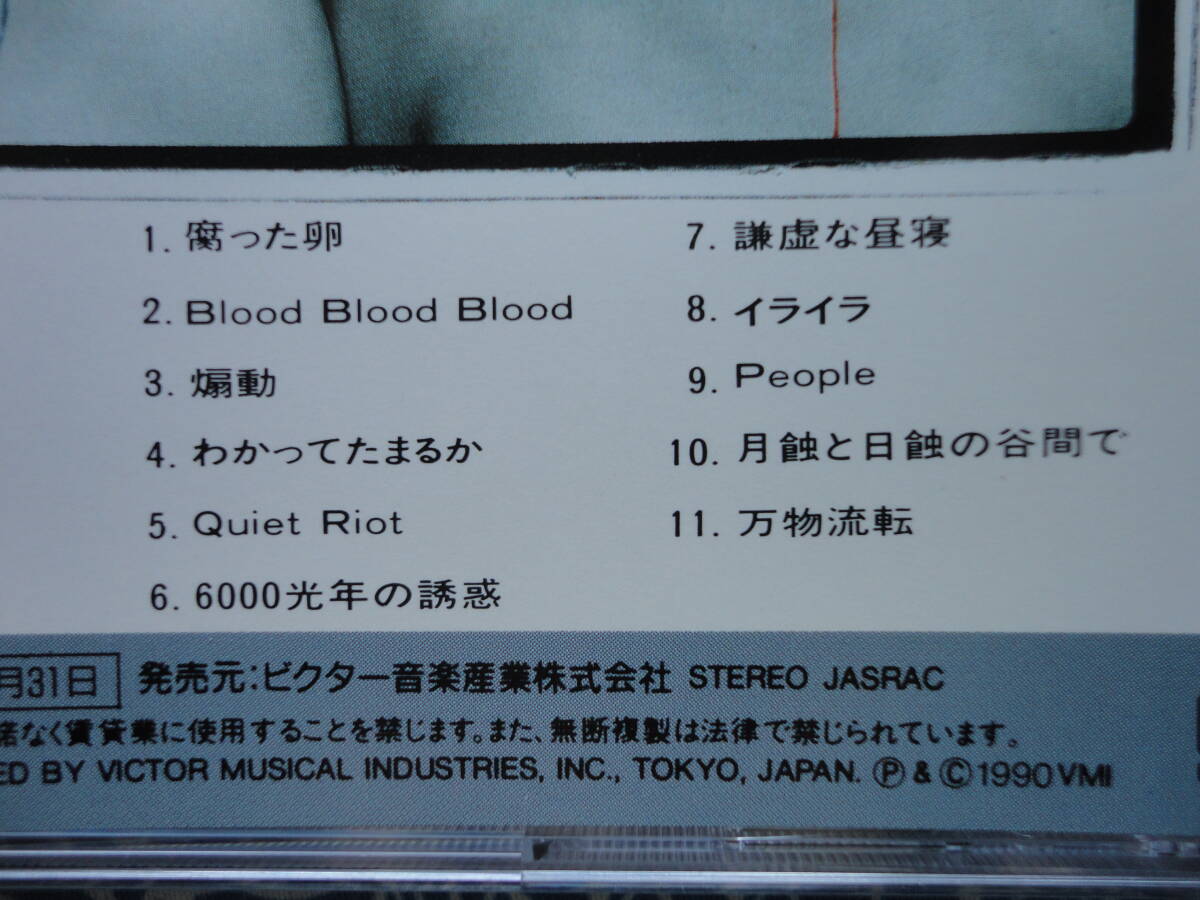 1. 腐った卵
2. Blood Blood Blood
3. 煽動
4. わかってたまるか
5. Quiet Riot
6. 6000光年の誘惑
7. 謙虚な昼寝
8. イライラ
9. People
10. 月蝕と日蝕の谷間で
11. 万物流転
月31日 発売元:ビクター音楽産業株式会社 STEREO JASRAC
諾なく賃貸業に使用することを禁じます。また、無断複製は法律で禁じられています。
ED BY VICTOR MUSICAL INDUSTRIES, INC., TOKYO, JAPAN. Ⓟ & Ⓒ 1990 VMI